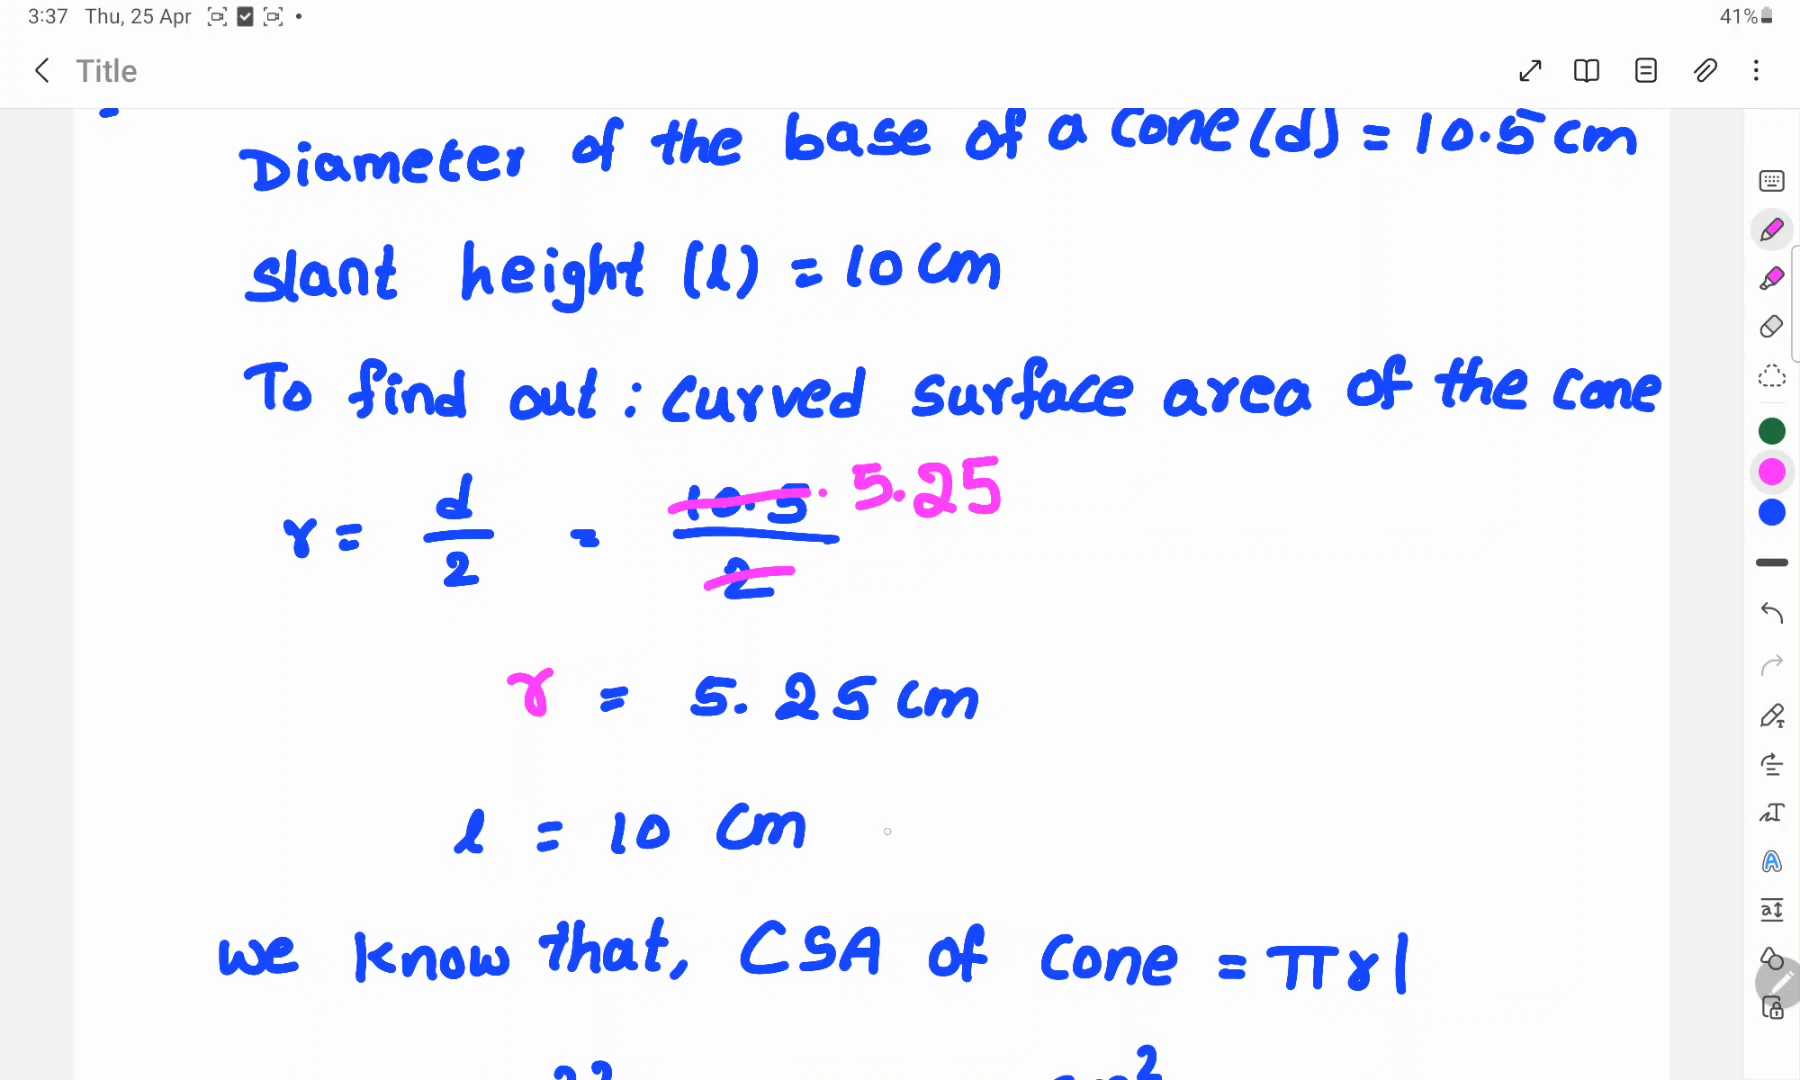 3:37 Thu, 25 Apr
41%
Title
Diameter of the base of a cone (d) = 10.5 cm
slant height (l) = 10 cm
To find out : curved surface area of the cone
r = d/2 = 10.5/2 5.25
r = 5.25 cm
l = 10 cm
we know that, CSA of cone = πrl